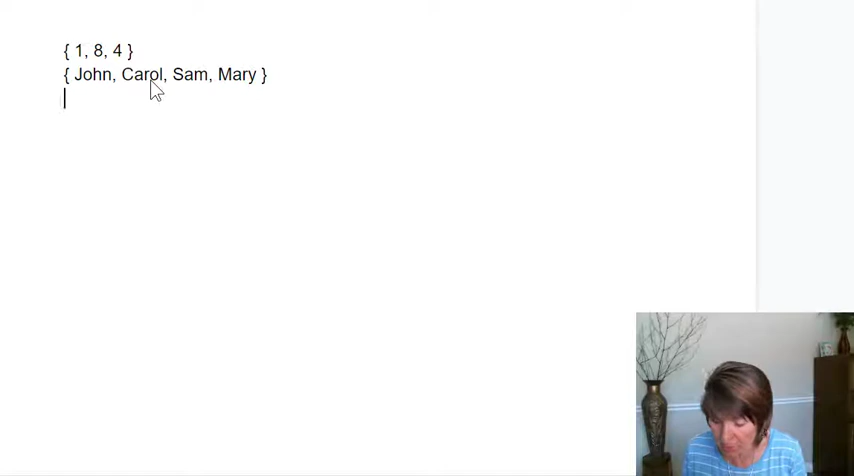 { 1, 8, 4 }
{ John, Carol, Sam, Mary }